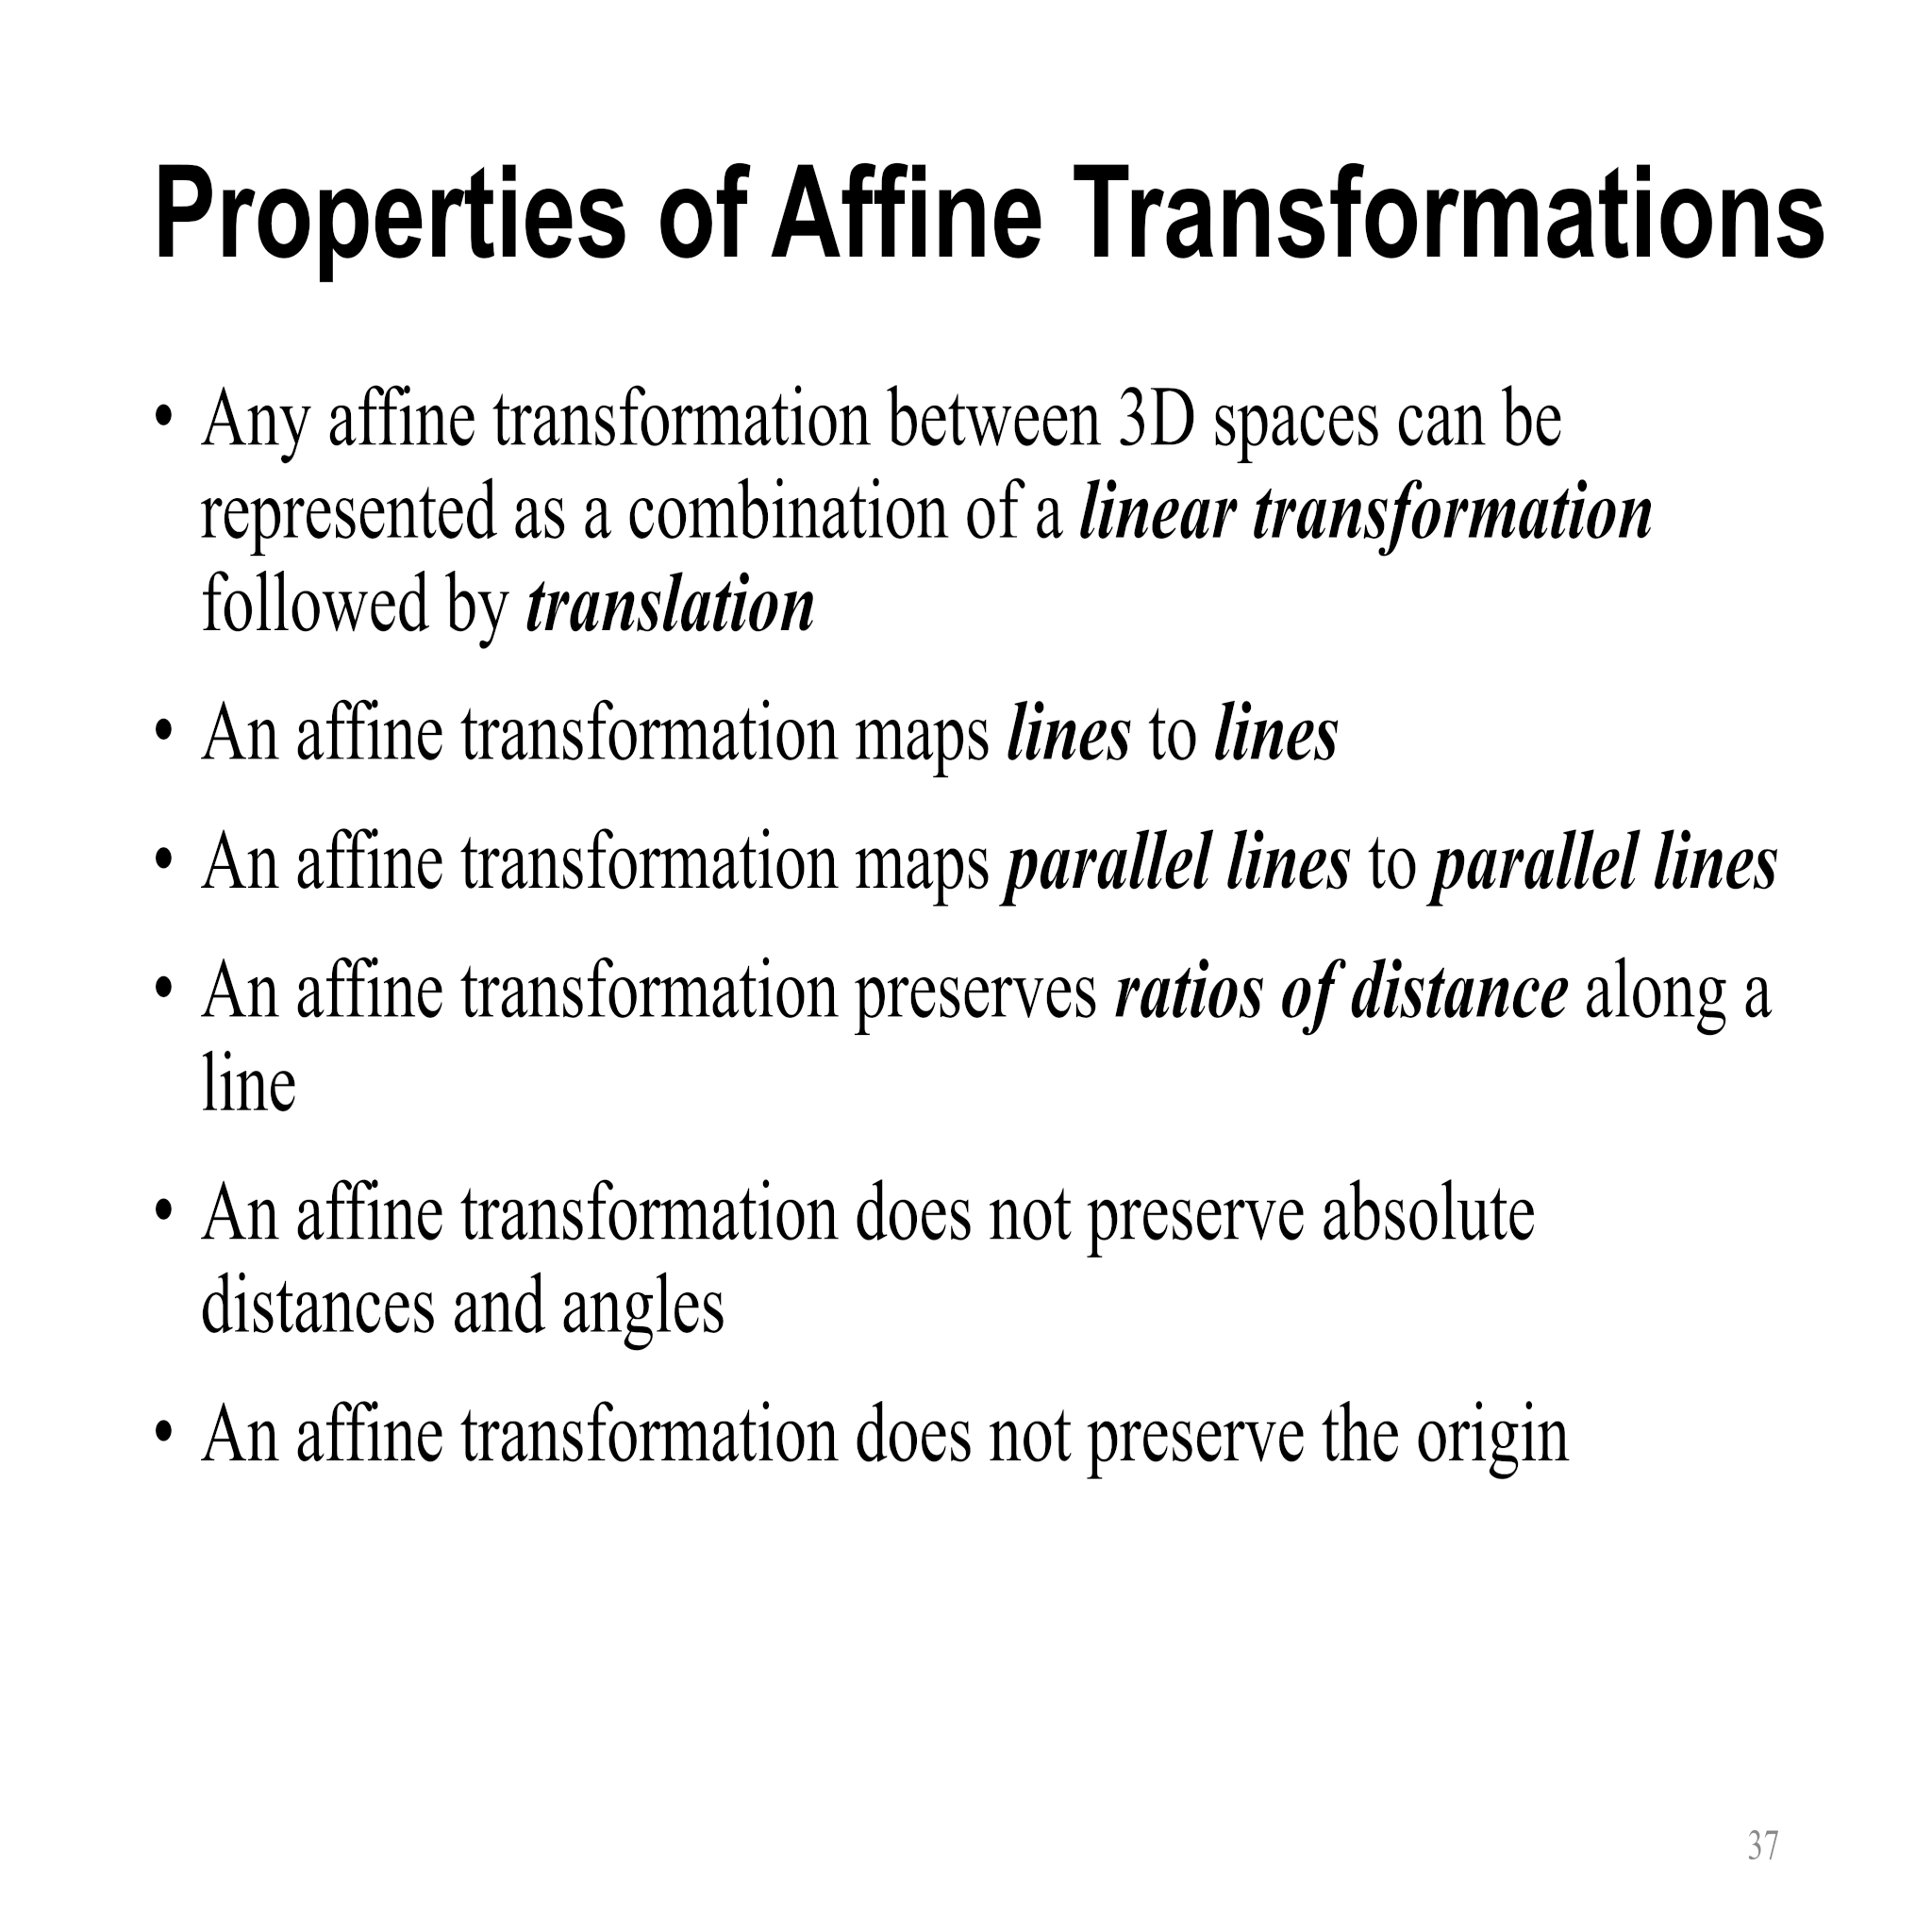 Properties of Affine Transformations
• Any affine transformation between 3D spaces can be
represented as a combination of a linear transformation
followed by translation
• An affine transformation maps lines to lines
• An affine transformation maps parallel lines to parallel lines
• An affine transformation preserves ratios of distance along a
line
• An affine transformation does not preserve absolute
distances and angles
• An affine transformation does not preserve the origin
37